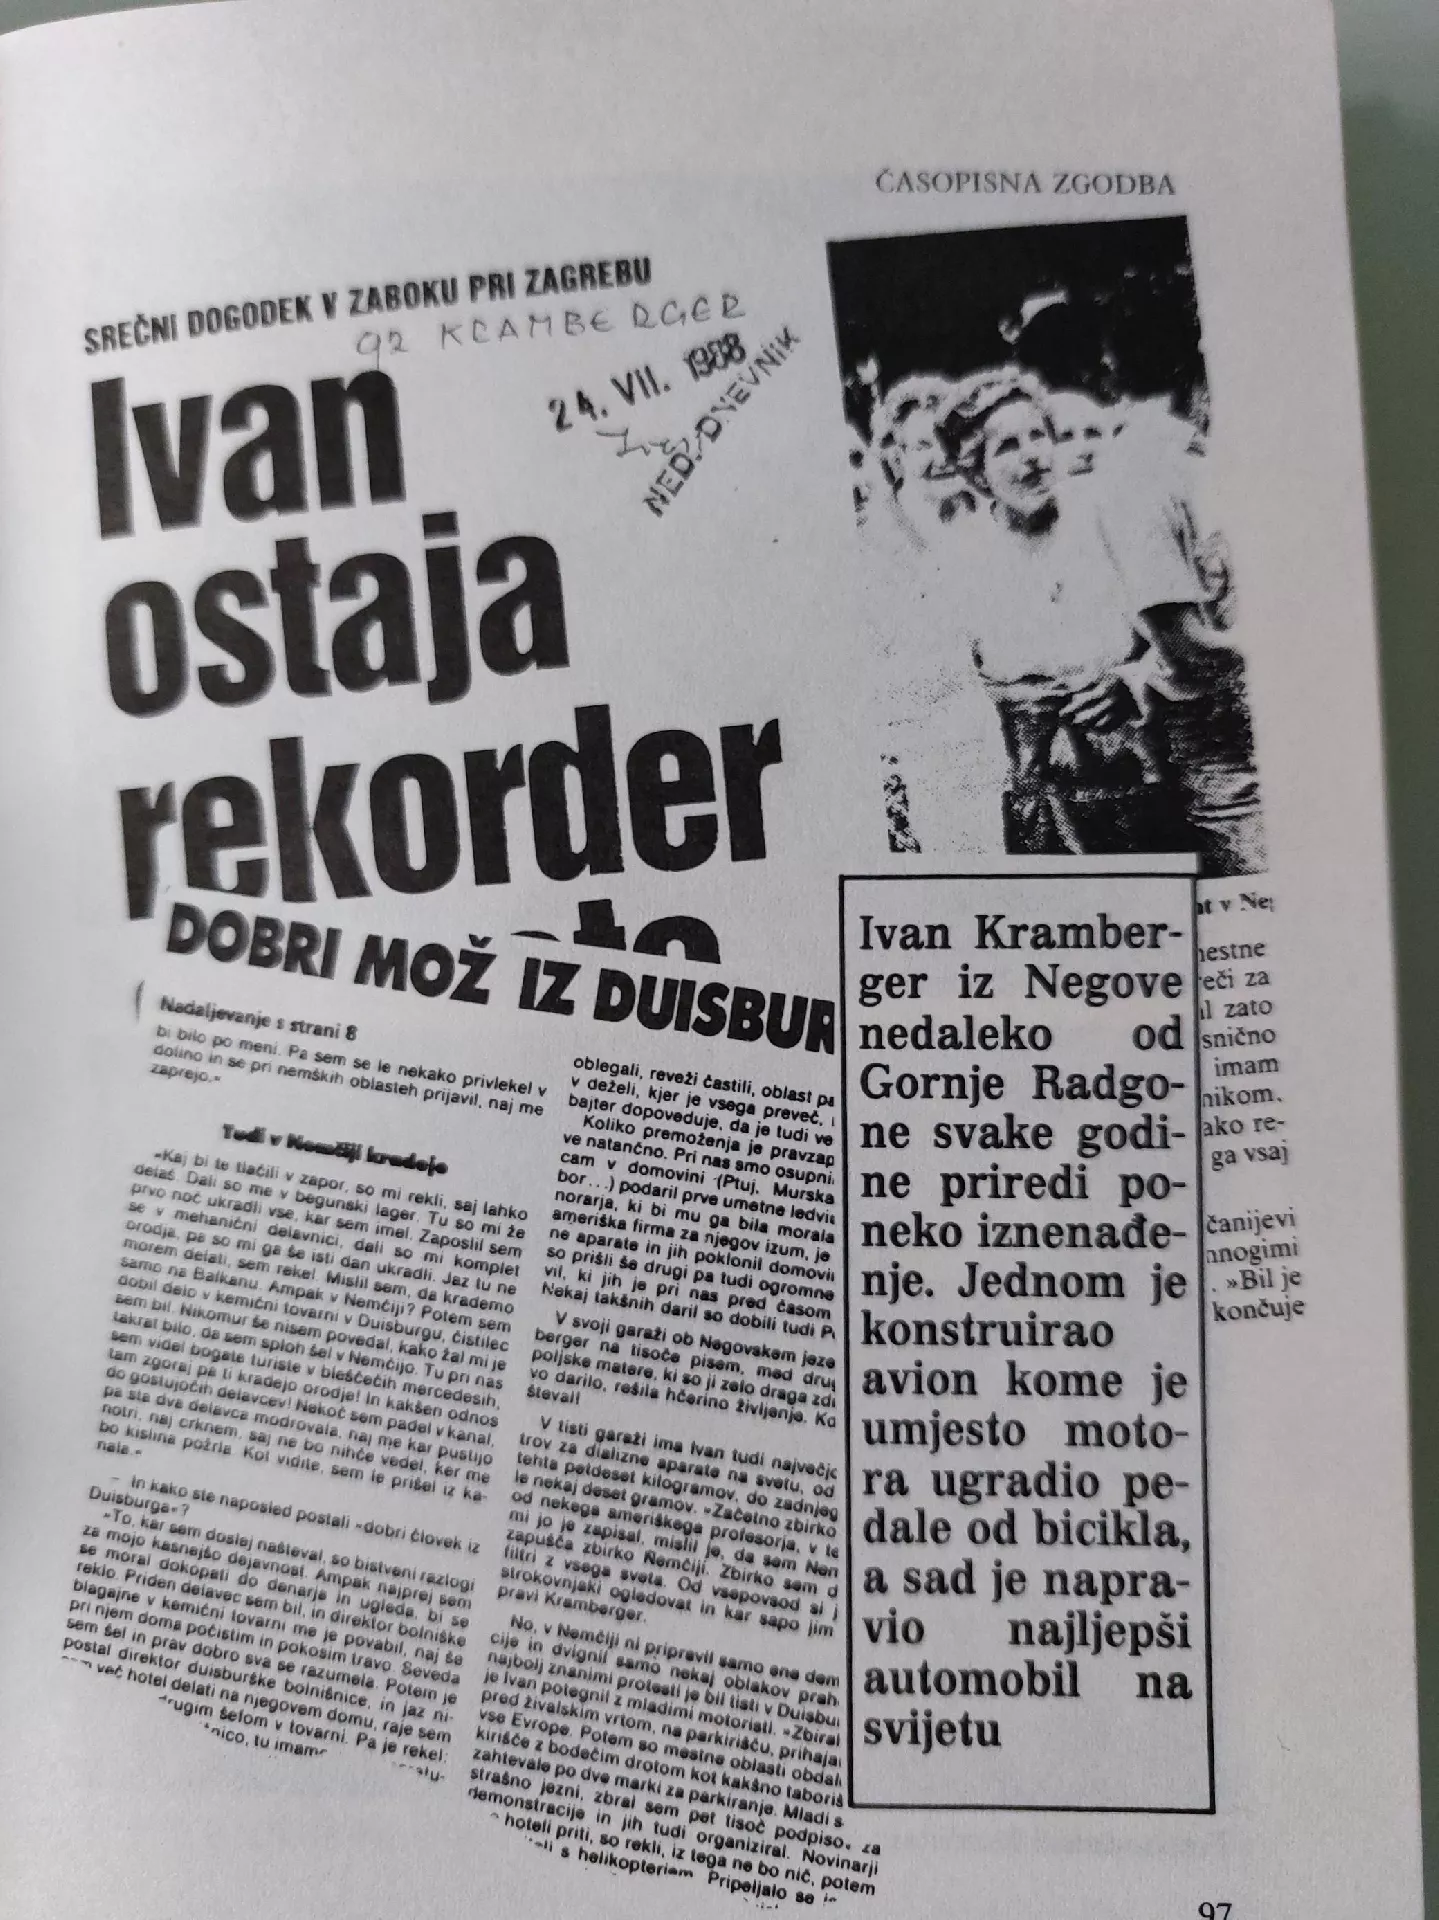 ČASOPISNA ZGODBA
SREČNI DOGODEK V ZABOKU PRI ZAGREBU
92 KRAMBERGER
24. VII. 1988
NED. DNEVNIK
Ivan
ostaja
rekorder
DOBRI MOŽ IZ DUISBUR
Nadaljevanje s strani 8
bi bilo po meni. Pa sem se le nekako privlekel v
dolino in se pri nemških oblasteh prijavil, naj me
zaprejo.«
Tudi v Nemčiji kradejo
»Kaj bi te tlačili v zapor, so mi rekli, saj lahko
delaš. Dali so me v begunski lager. Tu so mi že
prvo noč ukradli vse, kar sem imel. Zaposlil sem
se v mehanični delavnici, dali so mi komplet
orodja, pa so mi ga še isti dan ukradli. Jaz tu ne
morem delati, sem rekel. Mislil sem, da krademo
samo na Balkanu. Ampak v Nemčiji? Potem sem
dobil delo v kemični tovarni v Duisburgu, čistilec
sem bil. Nikomur še nisem povedal, kako žal mi je
takrat bilo, da sem sploh šel v Nemčijo. Tu pri nas
sem videl bogate turiste v bleščečih mercedesih,
tam zgoraj pa ti kradejo orodje! In kakšen odnos
do gostujočih delavcev! Nekoč sem padel v kanal,
pa sta dva delavca modrovala, naj me kar pustijo
notri, naj crknem, saj ne bo nihče vedel, ker me
bo kislina požrla. Kot vidite, sem le prišel iz ka-
nala.«
– In kako ste naposled postali »dobri človek iz
Duisburga«?
»To, kar sem doslej našteval, so bistveni razlogi
za mojo kasnejšo dejavnost. Ampak najprej sem
se moral dokopati do denarja in ugleda, bi se
reklo. Priden delavec sem bil, in direktor bolniške
blagajne v kemični tovarni me je povabil, naj še
pri njem doma počistim in pokosim travo. Seveda
sem šel in prav dobro sva se razumela. Potem je
postal direktor duisburške bolnišnice, in jaz ni-
več hotel delati na njegovem domu, raje sem
drugim šefom v tovarni. Pa je rekel:
tu
oblegali, reveži častili, oblast pa
v deželi, kjer je vsega preveč,
bajter dopoveduje, da je tudi ve
Koliko premoženja je pravzap
ve natančno. Pri nas smo osupni
cam v domovini (Ptuj, Murska
bor...) podaril prve umetne ledvi
norarja, ki bi mu ga bila morala
ameriška firma za njegov izum, je
ne aparate in jih poklonil domovi
so prišli še drugi pa tudi ogromne
vil, ki jih je pri nas pred časom
Nekaj takšnih daril so dobili tudi
V svoji garaži ob Negovskem jeze
berger na tisoče pisem, med drug
poljske matere, ki so ji zelo draga zdi
vo darilo, rešila hčerino življenje. Ko
števal!
V tisti garaži ima Ivan tudi največjo
trov za dializne aparate na svetu, od
tehta petdeset kilogramov, do zadnjeg
le nekaj deset gramov. »Začetno zbirko
od nekega ameriškega profesorja, v te
mi jo je zapisal, mislil je, da sem Nem
zapušča zbirko Nemčiji. Zbirko sem d
filtri z vsega sveta. Od vsepovsod si j
strokovnjaki ogledovat in kar sapo jim
pravi Kramberger.
No, v Nemčiji ni pripravil samo ene dem
cije in dvignil samo nekaj oblakov prah
najbolj znanimi protesti je bil tisti v Duisbur
je Ivan potegnil z mladimi motoristi. »Zbiral
pred živalskim vrtom, na parkirišču, prihajal
vse Evrope. Potem so mestne oblasti obdal
kirišče z bodečim drotom kot kakšno taboriš
zahtevale po dve marki za parkiranje. Mladi s
strašno jezni, zbral sem pet tisoč podpisov za
demonstracije in jih tudi organiziral. Novinarji
hoteli priti, so rekli, iz tega ne bo nič, potem
s helikopterjem. Pripeljalo se
Ivan Kramber-
ger iz Negove
nedaleko od
Gornje Radgo-
ne svake godi-
ne priredi po-
neko iznenađe-
nje. Jednom je
konstruirao
avion kome je
umjesto moto-
ra ugradio pe-
dale od bicikla,
a sad je napra-
vio najljepši
automobil na
svijetu
v Neg
nestne
reči za
zato
snično
imam
nikom.
ako re-
ga vsaj
čanijevi
nnogimi
. »Bil je
končuje
97